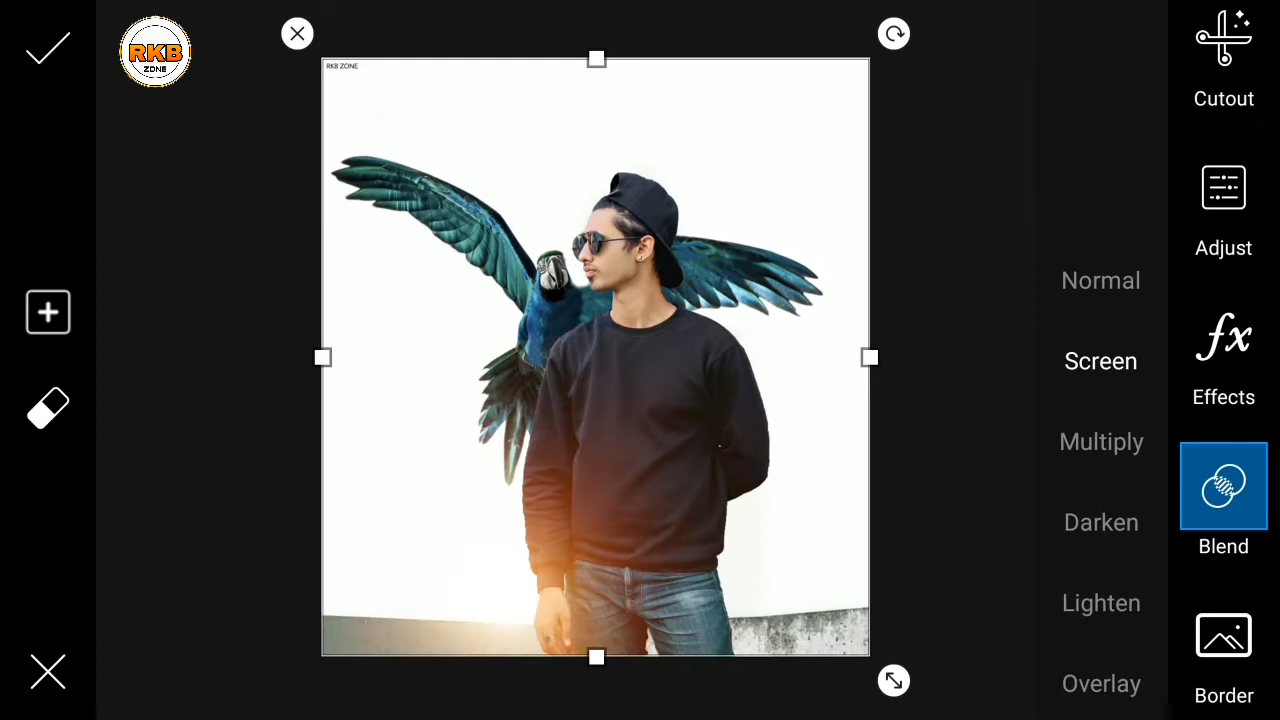 RKB
ZONE
RKB ZONE
Normal
Screen
Multiply
Darken
Lighten
Overlay
Cutout
Adjust
fx
Effects
Blend
Border